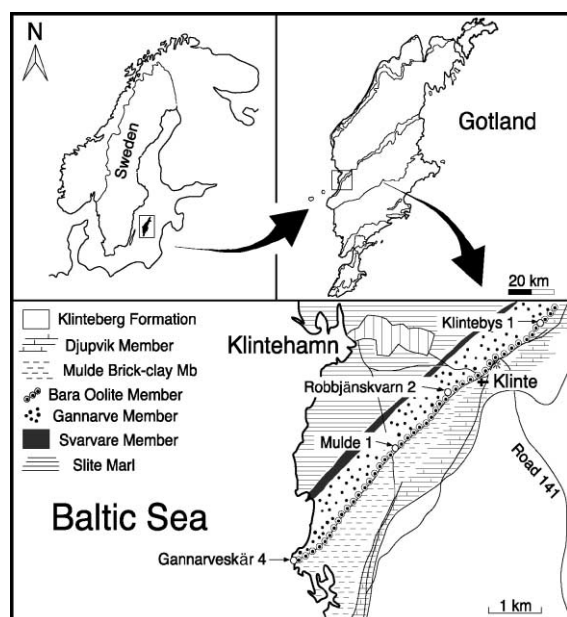 N
Sweden
Gotland
20 km
Klinteberg Formation
Djupvik Member
Mulde Brick-clay Mb
Bara Oolite Member
Gannarve Member
Svarvare Member
Slite Marl
Klintehamn
Klintebys 1
Robbjänskvarn 2
Klinte
Mulde 1
Road 141
Baltic Sea
Gannarveskär 4
1 km